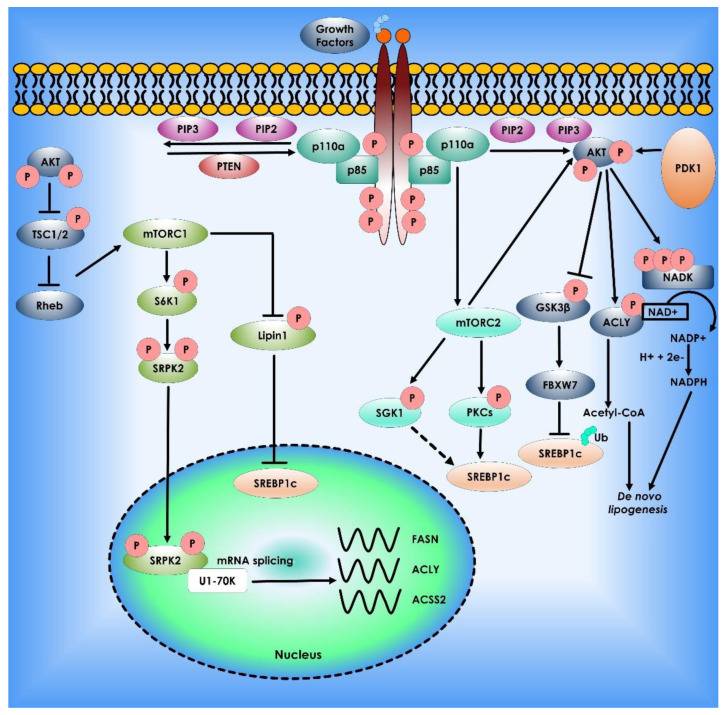 Growth
Factors
PIP3
PIP2
PTEN
p110a
p85
P
P
P
P
P
P
p110a
p85
PIP2
PIP3
AKT
P
P
PDK1
AKT
P
P
TSC1/2
P
Rheb
mTORC1
S6K1
P
P
P
SRPK2
Lipin1
P
mTORC2
SGK1
P
PKCs
P
SREBP1c
GSK3β
P
FBXW7
SREBP1c
Ub
P
P
P
NADK
P
ACLY
NAD+
NADP+
H+ + 2e-
NADPH
Acetyl-CoA
De novo
lipogenesis
SREBP1c
P
P
SRPK2
U1-70K
mRNA splicing
FASN
ACLY
ACSS2
Nucleus